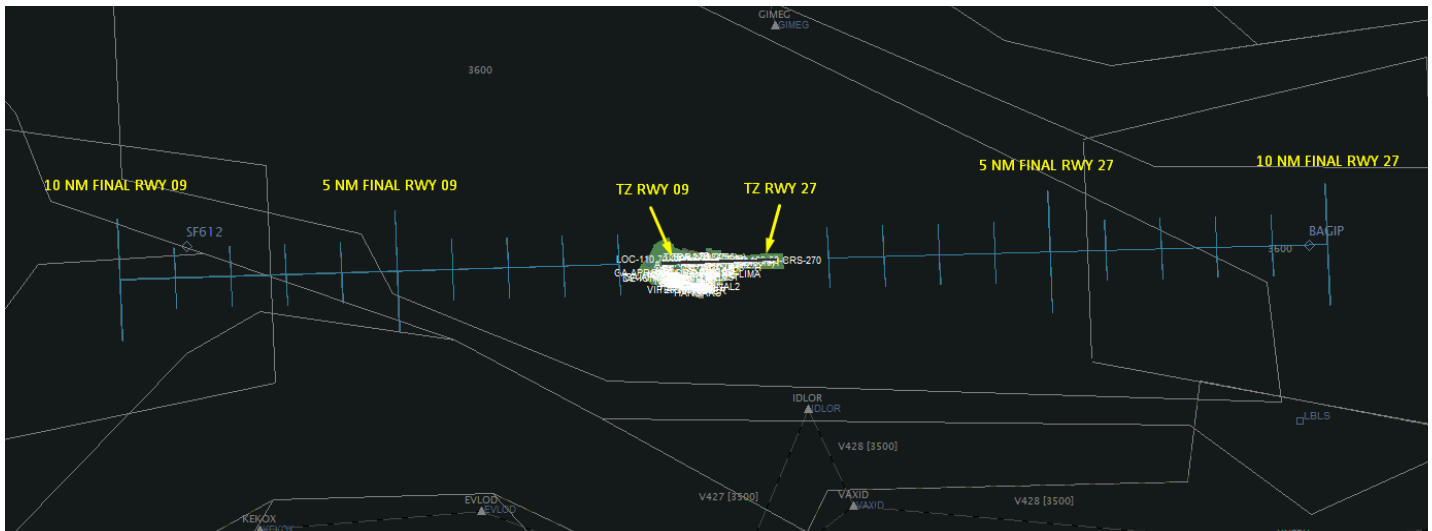 GIMEG
GIMEG
3600
5 NM FINAL RWY 27
10 NM FINAL RWY 27
10 NM FINAL RWY 09
5 NM FINAL RWY 09
TZ RWY 09
TZ RWY 27
SF612
BAGIP
3600
LOC-110
CRS-270
LIMA
IDLOR
IDLOR
LBLS
V428 [3500]
V427 [3500]
VAXID
VAXID
V428 [3500]
EVLOD
EVLOD
KEKOX
KEKOX